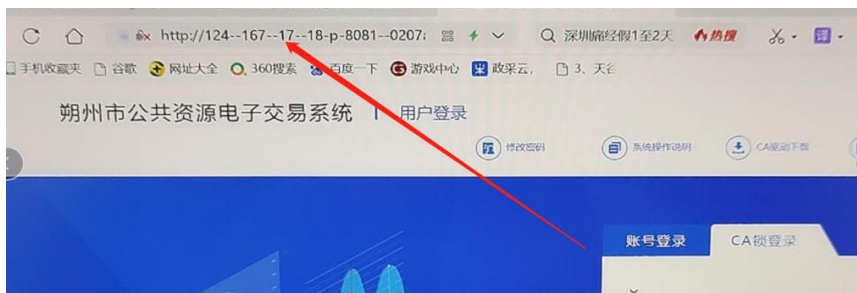 http://124--167--17--18-p-8081--0207: 深圳 经假1至2天 热搜 译
手机收藏夹 谷歌 网址大全 360搜索 百度一下 游戏中心 政采云, 3、天谷
朔州市公共资源电子交易系统 用户登录
修改密码 系统操作说明 CA驱动下载
账号登录 CA锁登录